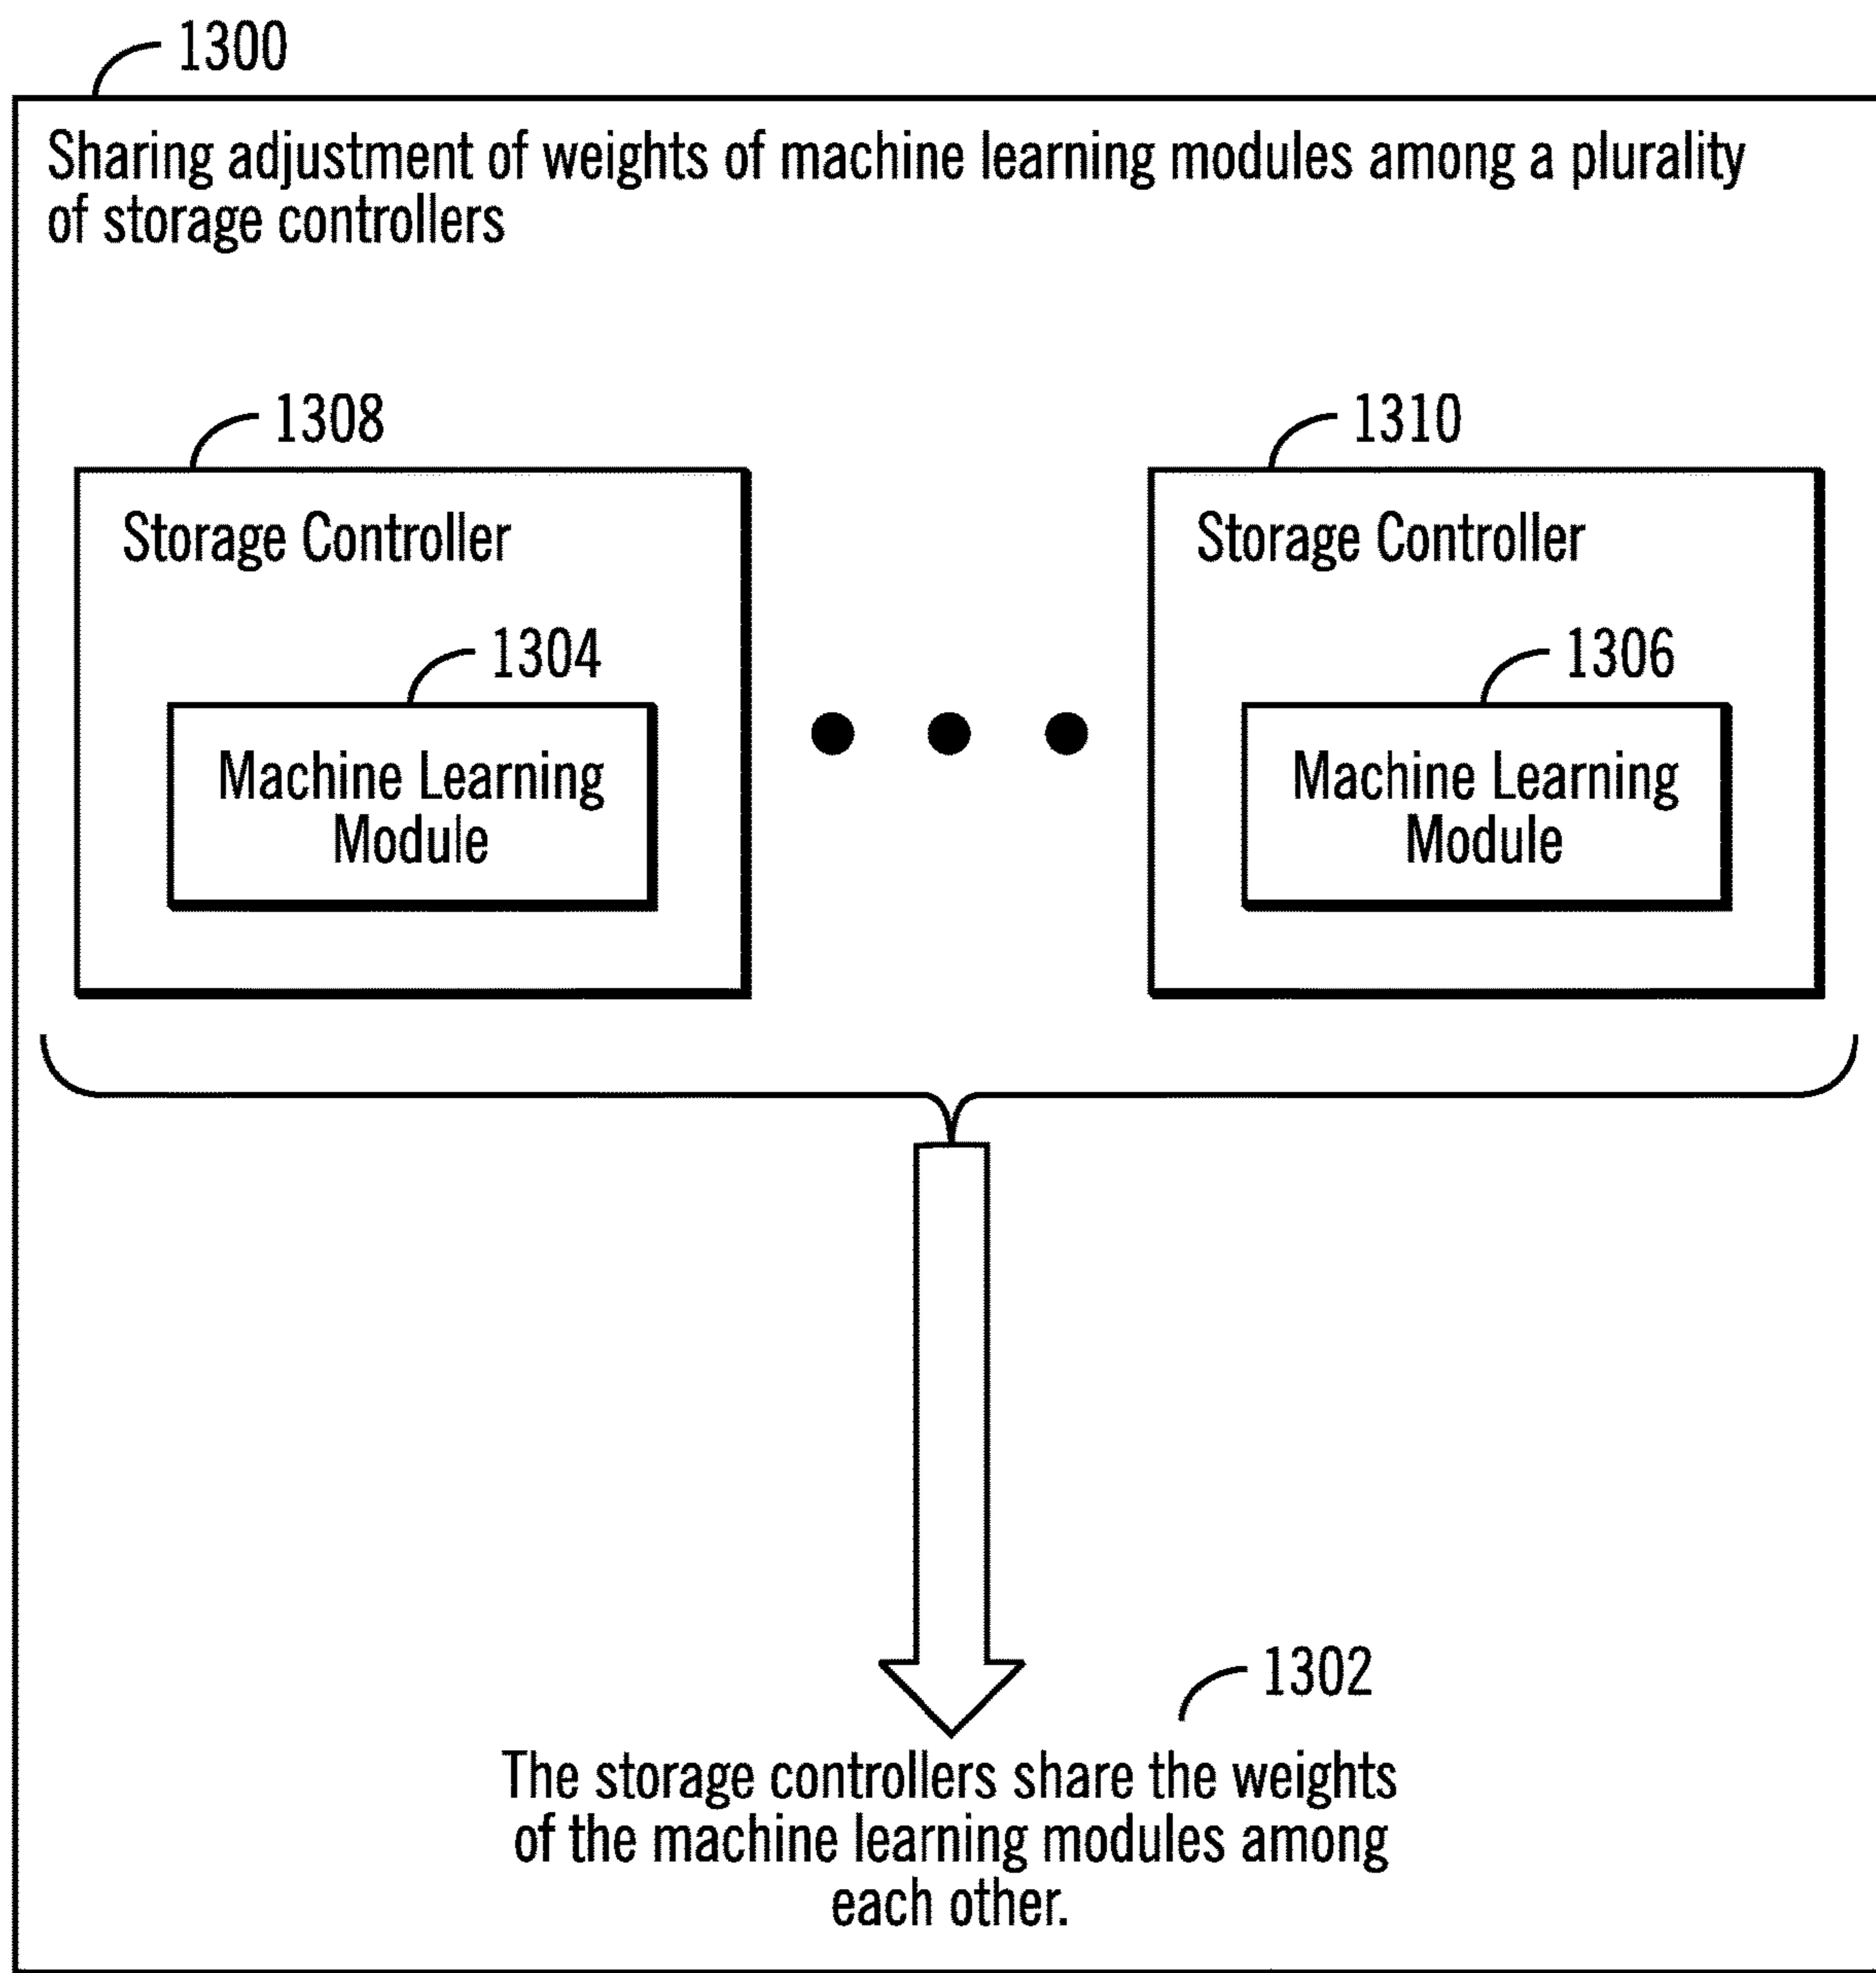 1300
Sharing adjustment of weights of machine learning modules among a plurality
of storage controllers
1308
Storage Controller
1304
Machine Learning
Module
1310
Storage Controller
1306
Machine Learning
Module
1302
The storage controllers share the weights
of the machine learning modules among
each other.